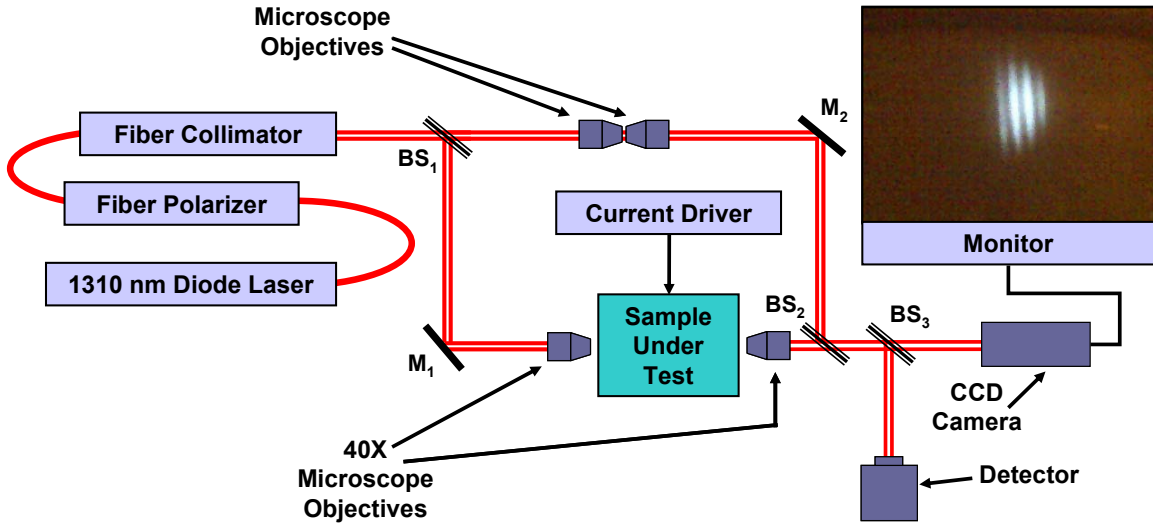 Microscope
Objectives
Fiber Collimator
BS1
M2
Fiber Polarizer
Current Driver
Monitor
1310 nm Diode Laser
Sample
Under
Test
BS2
BS3
M1
CCD
Camera
40X
Microscope
Objectives
Detector